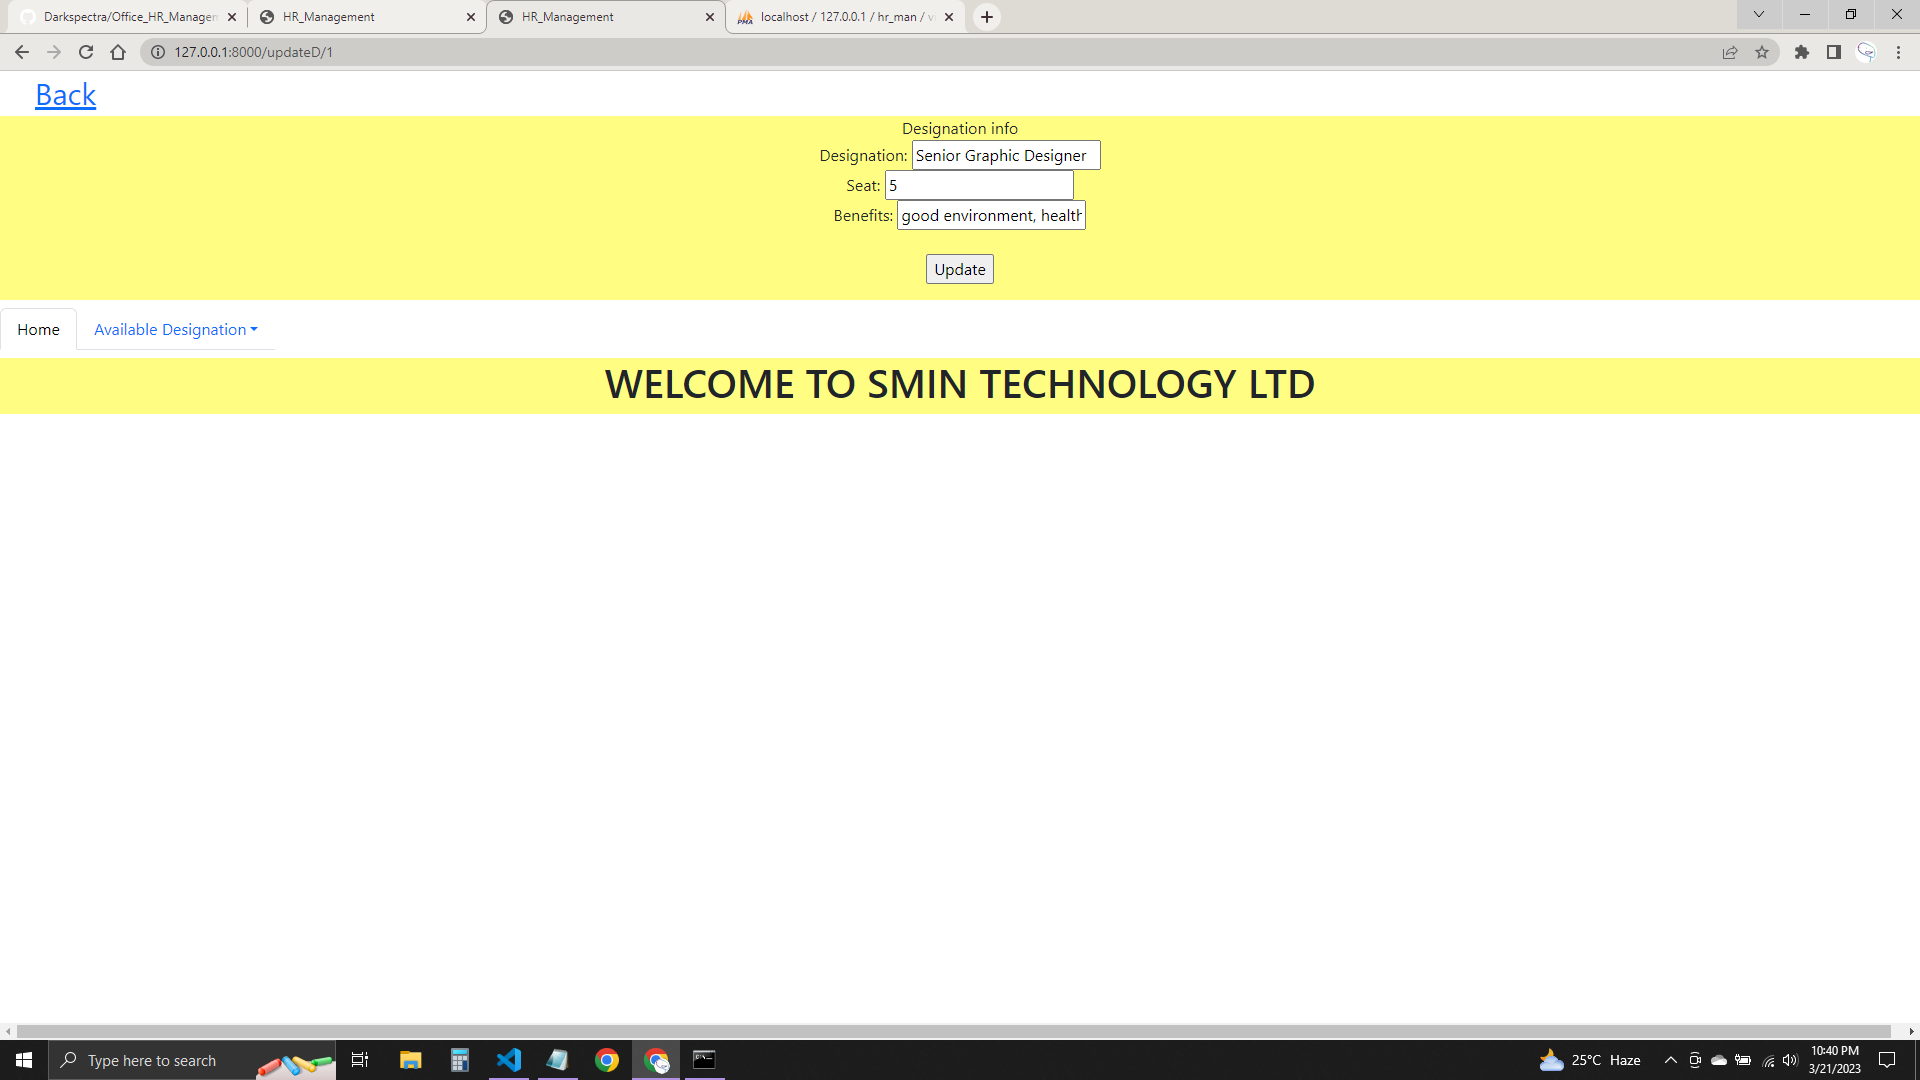 Darkspectra/Office_HR_Managem
HR_Management
HR_Management
localhost / 127.0.0.1 / hr_man /
127.0.0.1:8000/updateD/1
Back
Designation info
Designation: Senior Graphic Designer
Seat: 5
Benefits: good environment, health
Update
Home Available Designation
WELCOME TO SMIN TECHNOLOGY LTD
Type here to search
25°C Haze
10:40 PM
3/21/2023